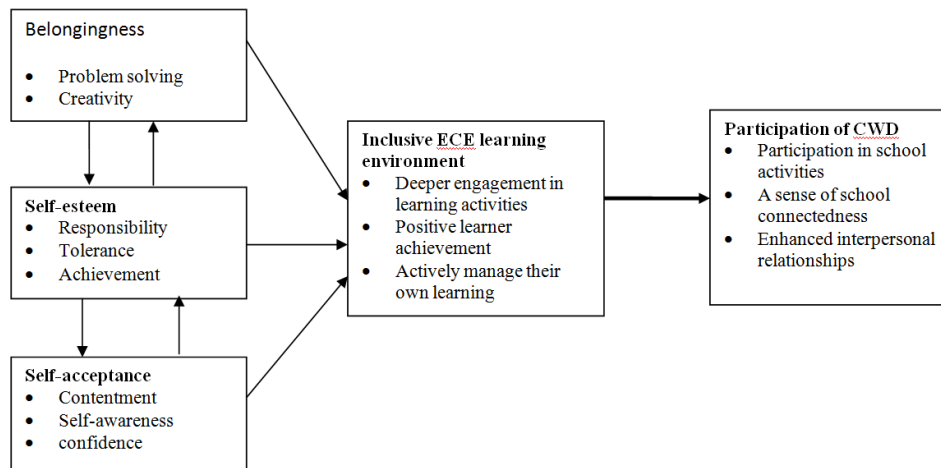 Belongingness
• Problem solving
• Creativity
Self-esteem
• Responsibility
• Tolerance
• Achievement
Self-acceptance
• Contentment
• Self-awareness
• confidence
Inclusive ECE learning
environment
• Deeper engagement in
learning activities
• Positive learner
achievement
• Actively manage their
own learning
Participation of CWD
• Participation in school
activities
• A sense of school
connectedness
• Enhanced interpersonal
relationships